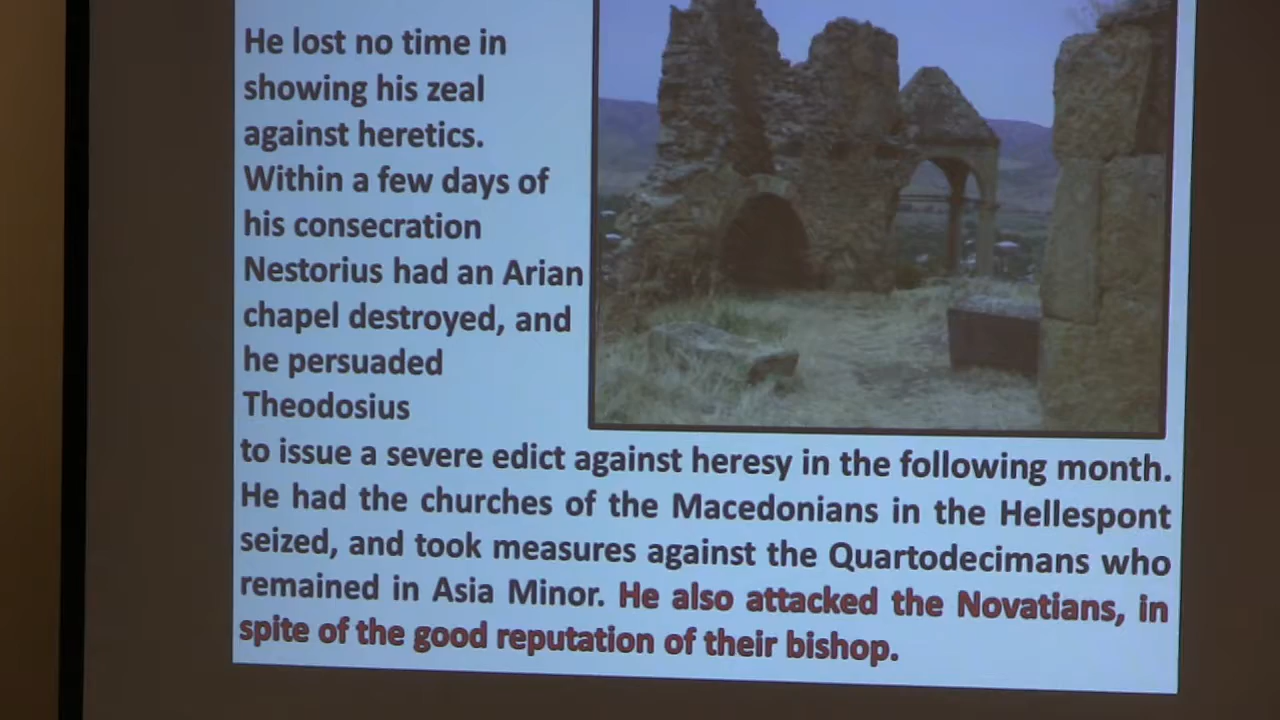 He lost no time in
showing his zeal
against heretics.
Within a few days of
his consecration
Nestorius had an Arian
chapel destroyed, and
he persuaded
Theodosius
to issue a severe edict against heresy in the following month.
He had the churches of the Macedonians in the Hellespont
seized, and took measures against the Quartodecimans who
remained in Asia Minor. He also attacked the Novatians, in
spite of the good reputation of their bishop.